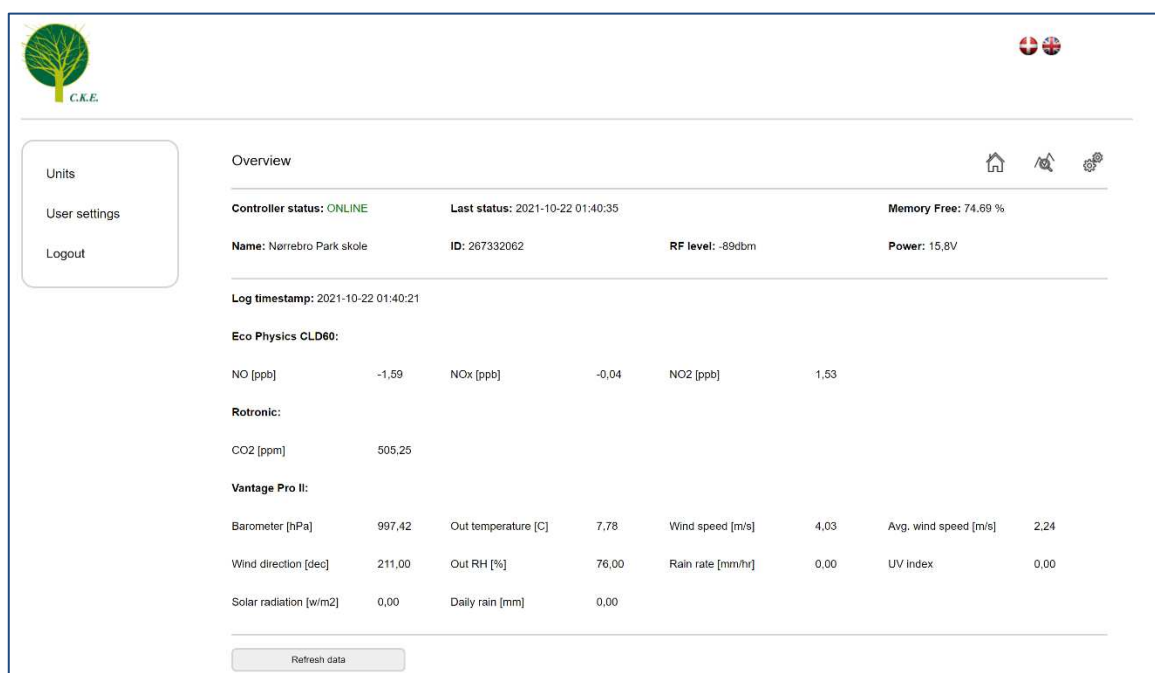 C.K.E.
Units
User settings
Logout
Overview
Controller status: ONLINE Last status: 2021-10-22 01:40:35 Memory Free: 74.69 %
Name: Nørrebro Park skole ID: 267332062 RF level: -89dbm Power: 15,8V
Log timestamp: 2021-10-22 01:40:21
Eco Physics CLD60:
NO [ppb] -1,59 NOx [ppb] -0,04 NO2 [ppb] 1,53
Rotronic:
CO2 [ppm] 505,25
Vantage Pro II:
Barometer [hPa] 997,42 Out temperature [C] 7,78 Wind speed [m/s] 4,03 Avg. wind speed [m/s] 2,24
Wind direction [dec] 211,00 Out RH [%] 76,00 Rain rate [mm/hr] 0,00 UV index 0,00
Solar radiation [w/m2] 0,00 Daily rain [mm] 0,00
Refresh data